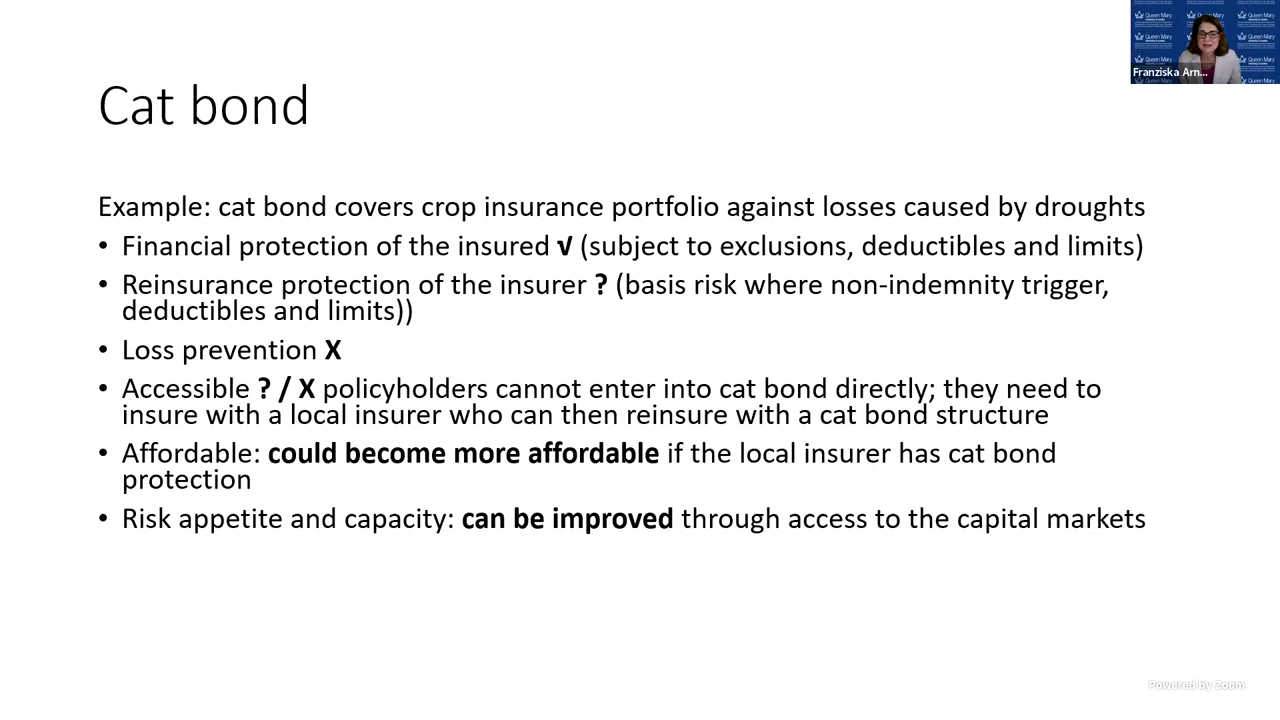 Cat bond
Example: cat bond covers crop insurance portfolio against losses caused by droughts
• Financial protection of the insured √ (subject to exclusions, deductibles and limits)
• Reinsurance protection of the insurer ? (basis risk where non-indemnity trigger,
deductibles and limits))
• Loss prevention X
• Accessible ? / X policyholders cannot enter into cat bond directly; they need to
insure with a local insurer who can then reinsure with a cat bond structure
• Affordable: could become more affordable if the local insurer has cat bond
protection
• Risk appetite and capacity: can be improved through access to the capital markets
Queen Mary
Franziska Arn...
Powered by Zoom